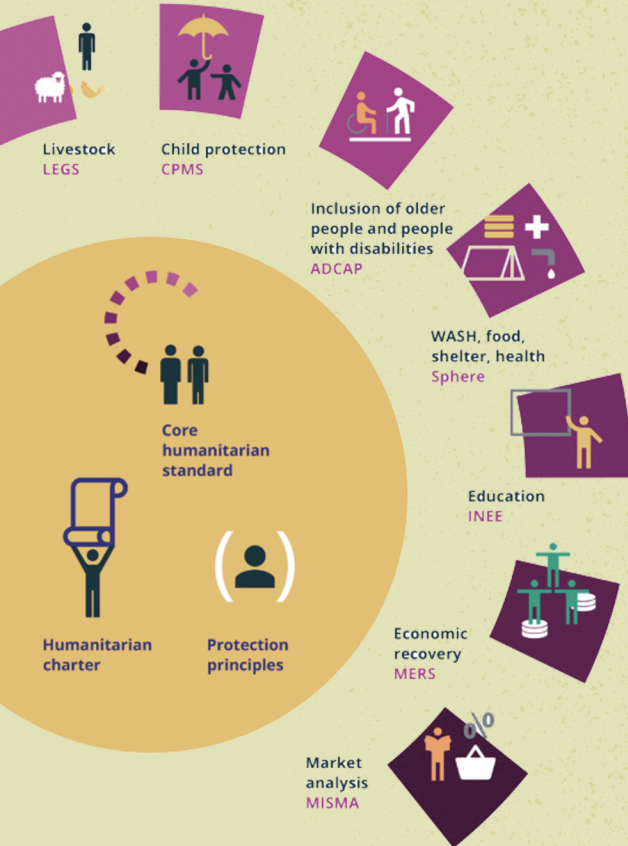 Livestock
LEGS
Child protection
CPMS
Inclusion of older
people and people
with disabilities
ADCAP
WASH, food,
shelter, health
Sphere
Education
INEE
Economic
recovery
MERS
Market
analysis
MISMA
%
Core
humanitarian
standard
Humanitarian
charter
Protection
principles